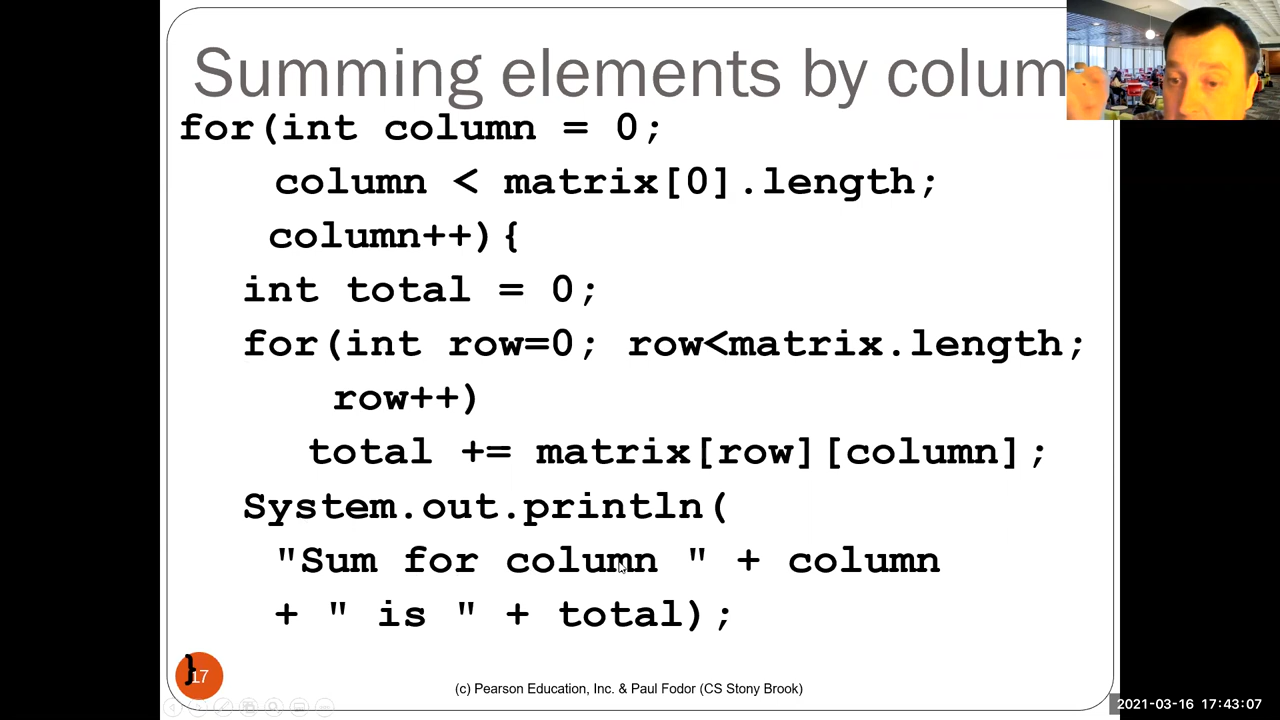 Summing elements by colum
for(int column = 0;
column < matrix[0].length;
column++){
int total = 0;
for(int row=0; row<matrix.length;
row++)
total += matrix[row][column];
System.out.println(
"Sum for column " + column
+ " is " + total);
}
17
(c) Pearson Education, Inc. & Paul Fodor (CS Stony Brook)
2021-03-16 17:43:07